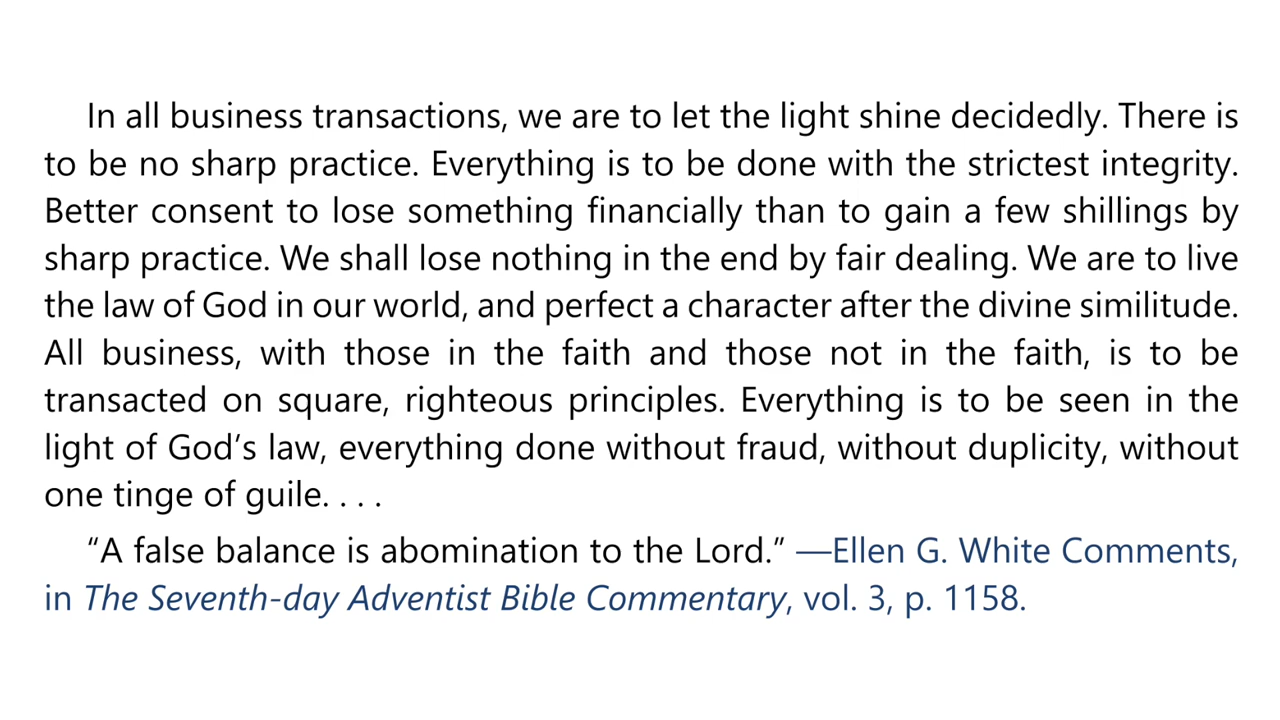 In all business transactions, we are to let the light shine decidedly. There is
to be no sharp practice. Everything is to be done with the strictest integrity.
Better consent to lose something financially than to gain a few shillings by
sharp practice. We shall lose nothing in the end by fair dealing. We are to live
the law of God in our world, and perfect a character after the divine similitude.
All business, with those in the faith and those not in the faith, is to be
transacted on square, righteous principles. Everything is to be seen in the
light of God’s law, everything done without fraud, without duplicity, without
one tinge of guile. . . .
“A false balance is abomination to the Lord.” —Ellen G. White Comments,
in The Seventh-day Adventist Bible Commentary, vol. 3, p. 1158.